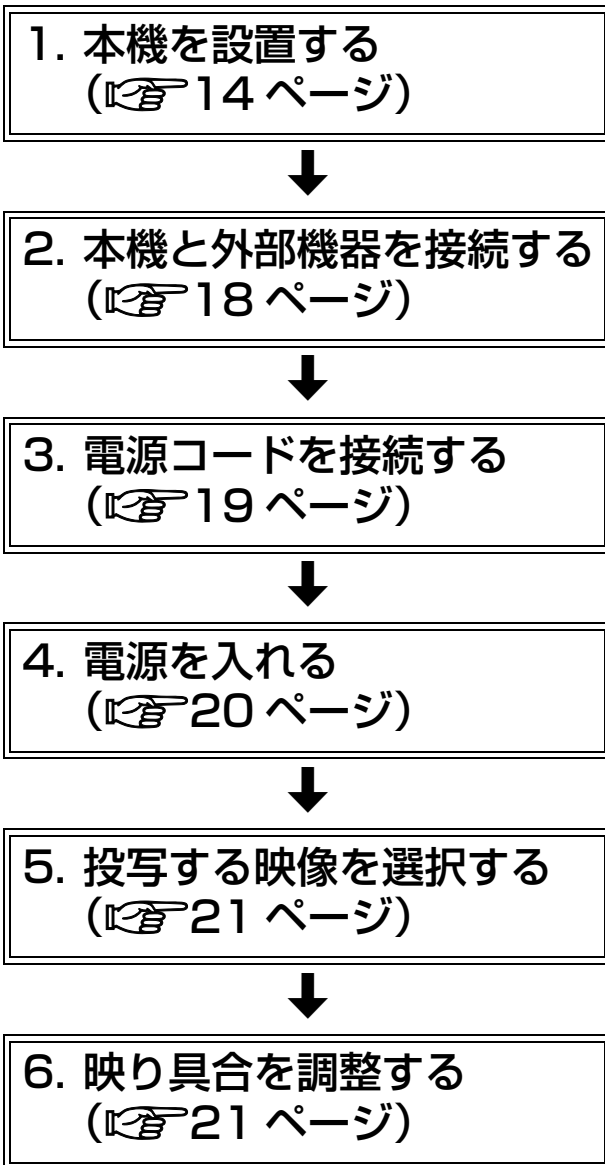 1. 本機を設置する
(☞14 ページ)
2. 本機と外部機器を接続する
(☞18 ページ)
3. 電源コードを接続する
(☞19 ページ)
4. 電源を入れる
(☞20 ページ)
5. 投写する映像を選択する
(☞21 ページ)
6. 映り具合を調整する
(☞21 ページ)